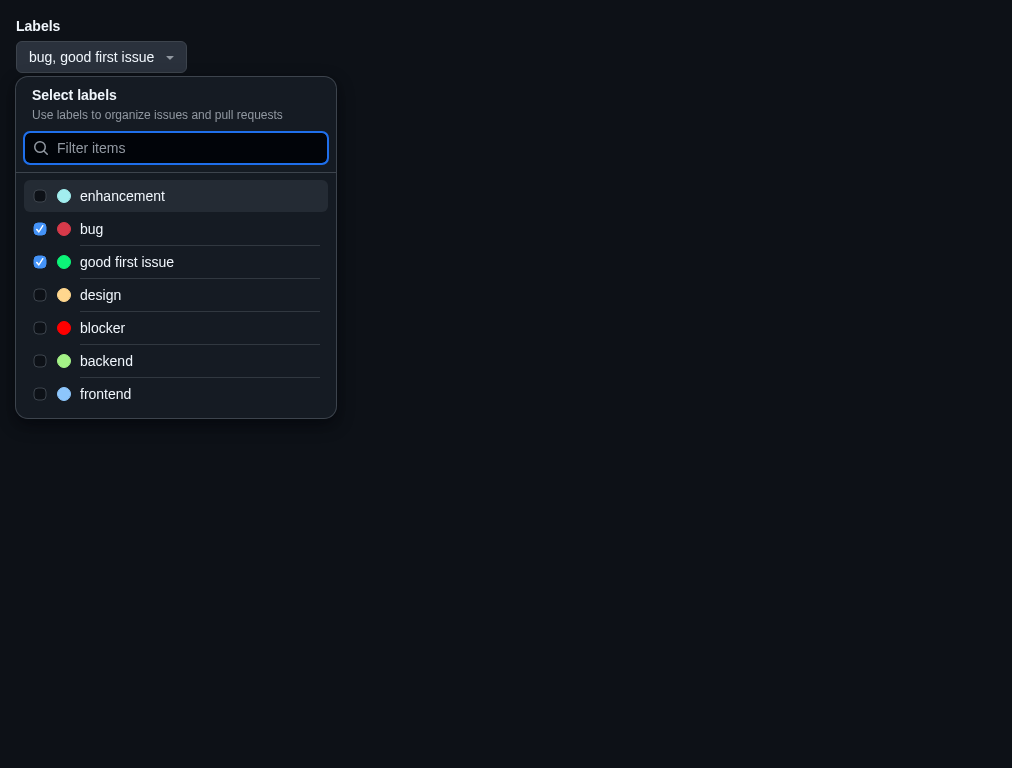 Labels
bug, good first issue
Select labels
Use labels to organize issues and pull requests
Filter items
enhancement
bug
good first issue
design
blocker
backend
frontend